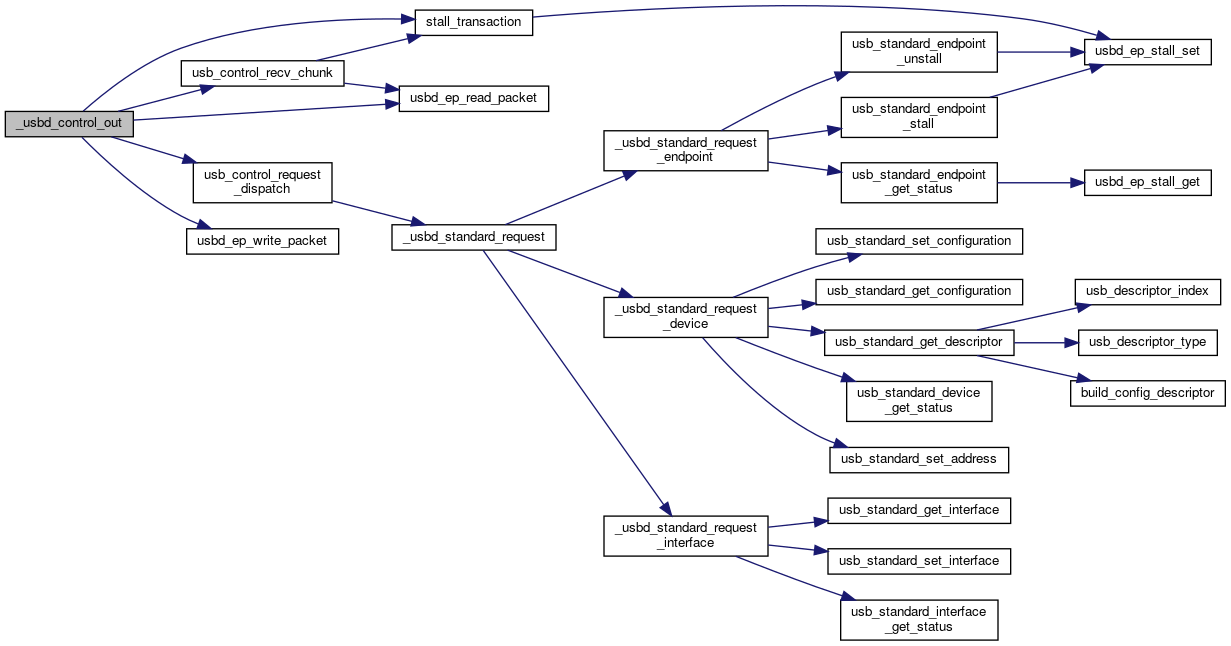 _usbd_control_out
stall_transaction
usb_control_recv_chunk
usbd_ep_read_packet
usb_control_request
_dispatch
usbd_ep_write_packet
_usbd_standard_request
_usbd_standard_request
_endpoint
_usbd_standard_request
_device
_usbd_standard_request
_interface
usb_standard_endpoint
_unstall
usb_standard_endpoint
_stall
usb_standard_endpoint
_get_status
usb_standard_set_configuration
usb_standard_get_configuration
usb_standard_get_descriptor
usb_standard_device
_get_status
usb_standard_set_address
usb_standard_get_interface
usb_standard_set_interface
usb_standard_interface
_get_status
usbd_ep_stall_set
usbd_ep_stall_get
usb_descriptor_index
usb_descriptor_type
build_config_descriptor